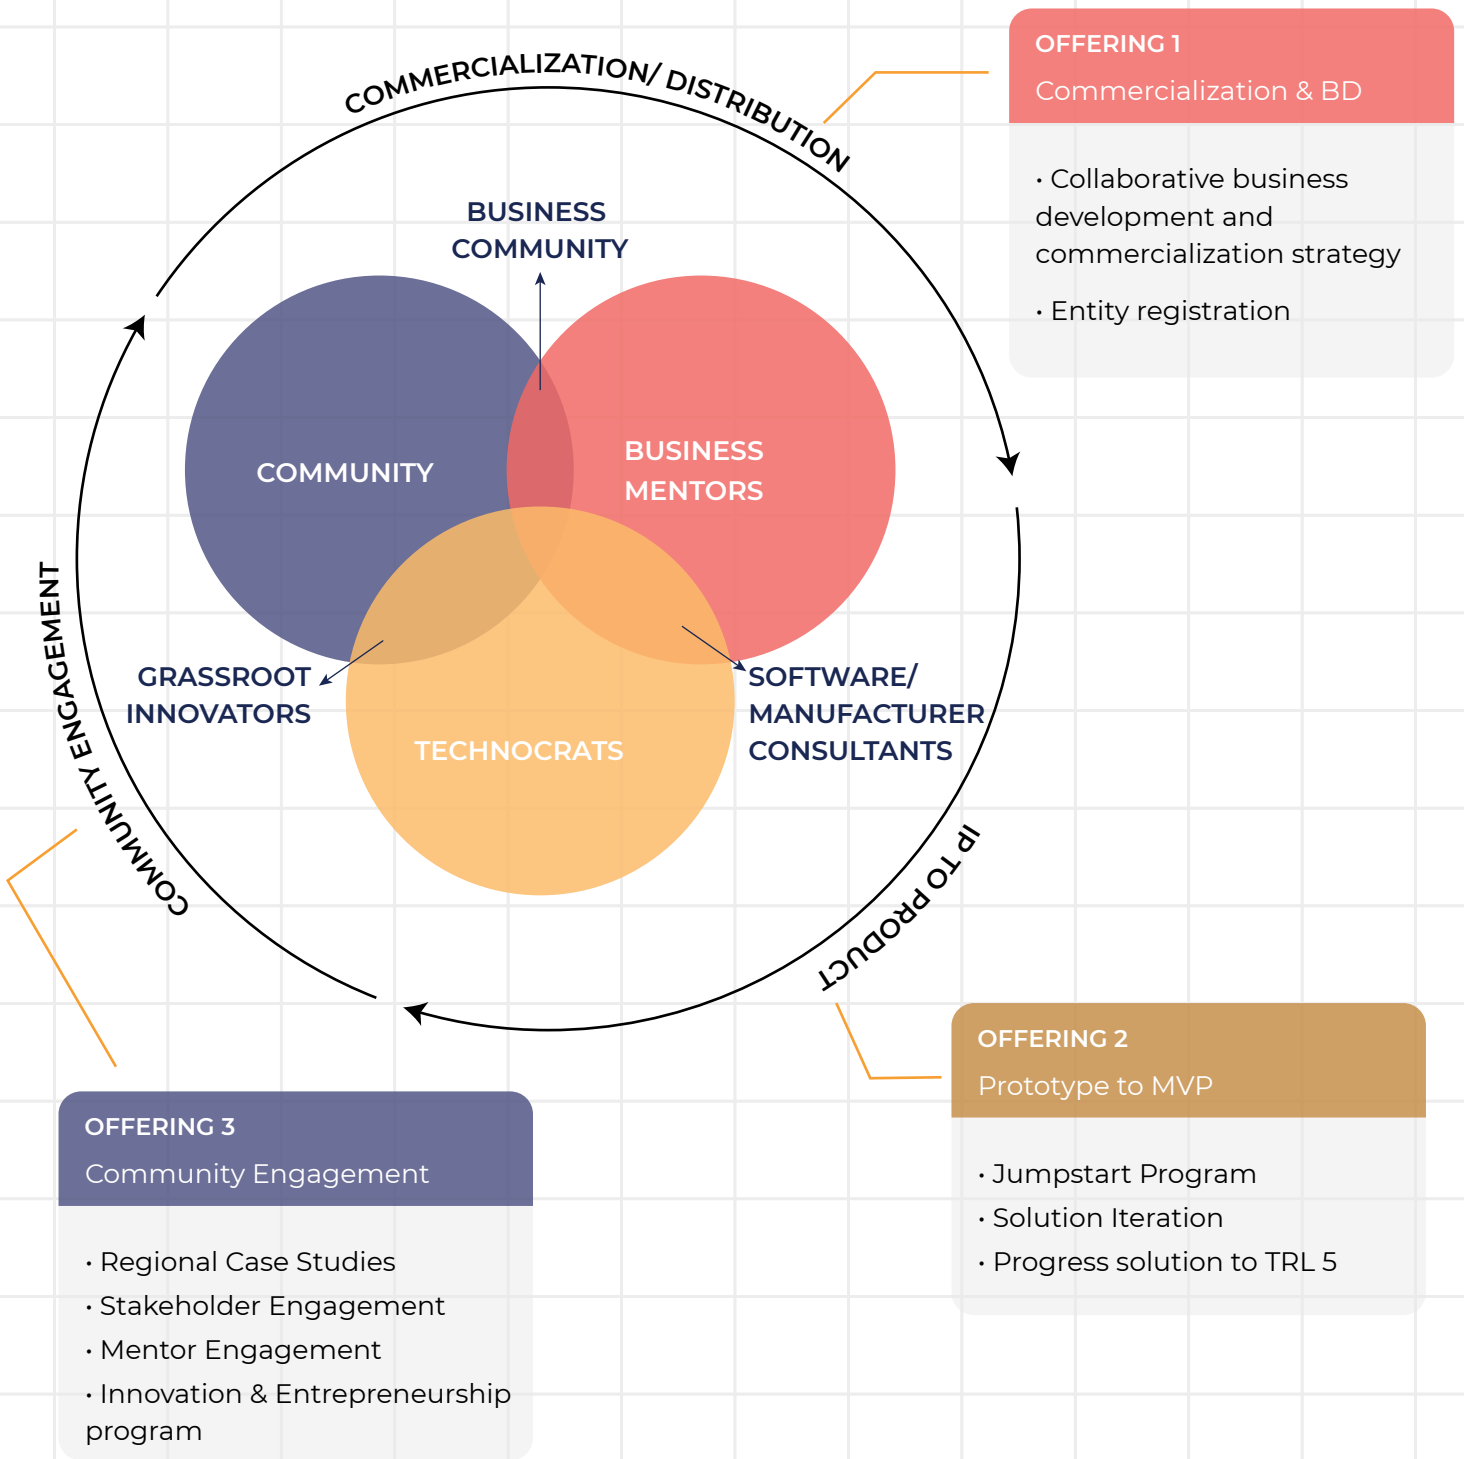 COMMERCIALIZATION/ DISTRIBUTION
OFFERING 1
Commercialization & BD
• Collaborative business
development and
commercialization strategy
• Entity registration
BUSINESS
COMMUNITY
COMMUNITY
BUSINESS
MENTORS
COMMUNITY ENGAGEMENT
GRASSROOT
INNOVATORS
SOFTWARE/
MANUFACTURER
CONSULTANTS
TECHNOCRATS
IP TO PRODUCT
OFFERING 2
Prototype to MVP
• Jumpstart Program
• Solution Iteration
• Progress solution to TRL 5
OFFERING 3
Community Engagement
• Regional Case Studies
• Stakeholder Engagement
• Mentor Engagement
• Innovation & Entrepreneurship
program